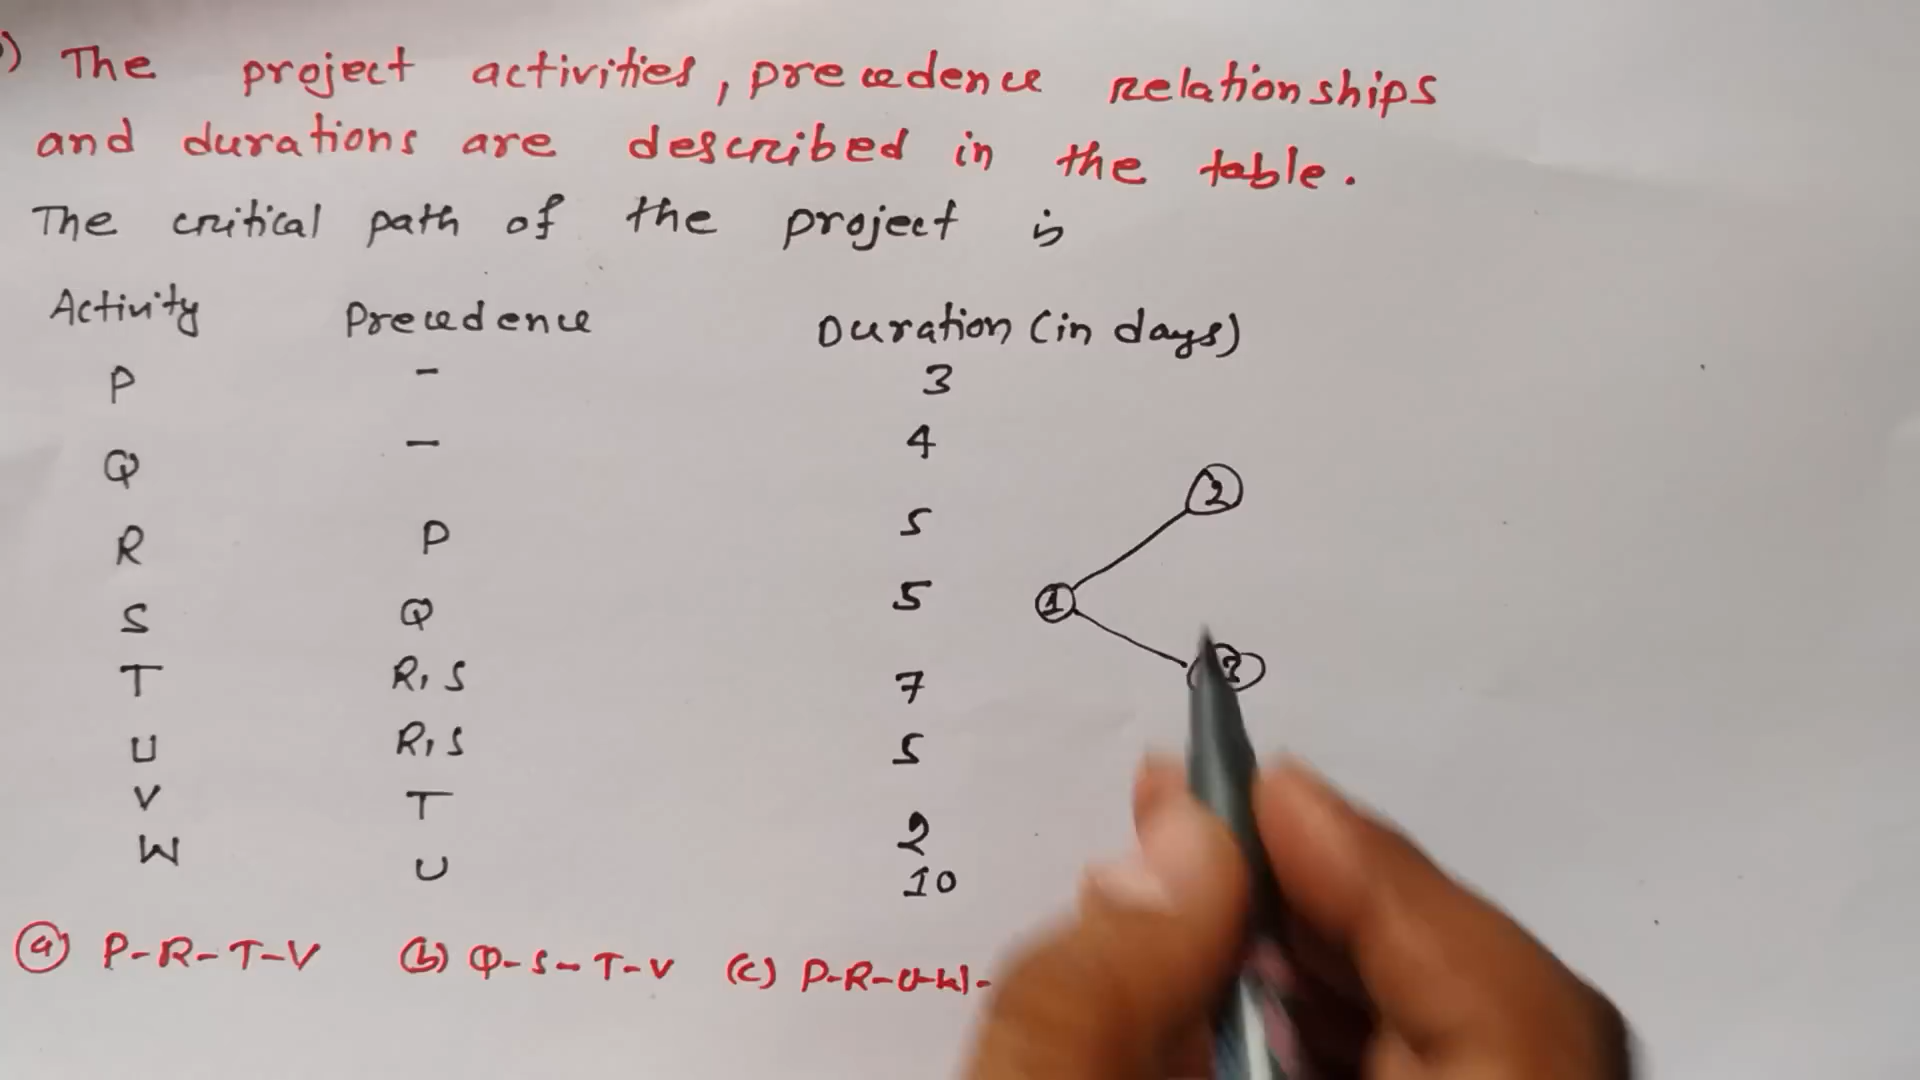 ) The project activities, precedence relationships
and durations are described in the table.
The critical path of the project is
Activity Precedence Duration (in days)
P - 3
Q - 4
R P 5
S Q 5
T R, S 7
U R, S 5
V T 2
W U 10
1
2
3
(a) P-R-T-V (b) Q-S-T-V (c) P-R-U-W-